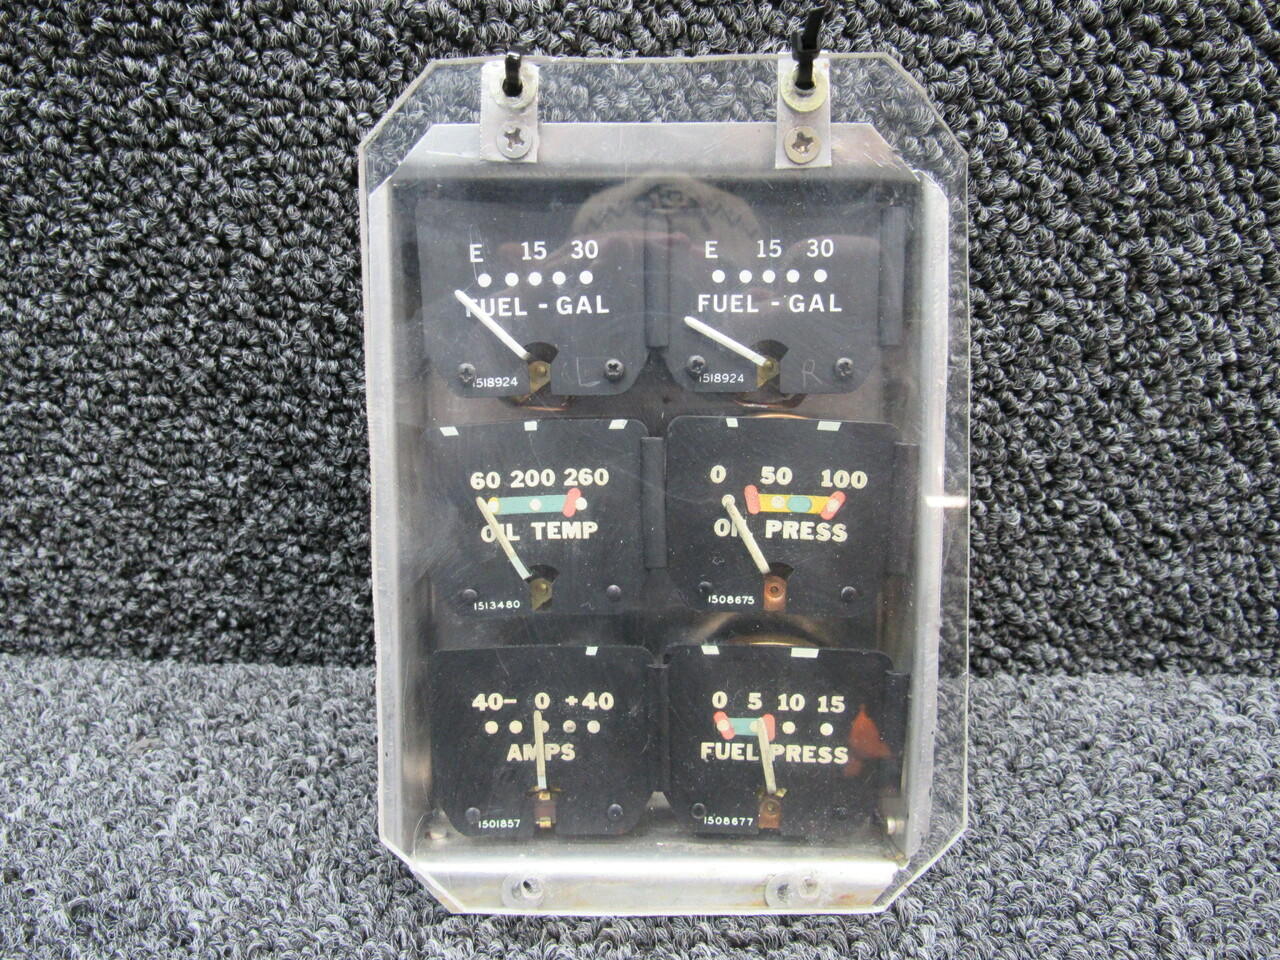 E 15 30
FUEL - GAL
1518924 L
E 15 30
FUEL - GAL
1518924 R
60 200 260
OIL TEMP
1513480
0 50 100
OIL PRESS
1508675
40- 0 +40
AMPS
1501857
0 5 10 15
FUEL PRESS
1508677